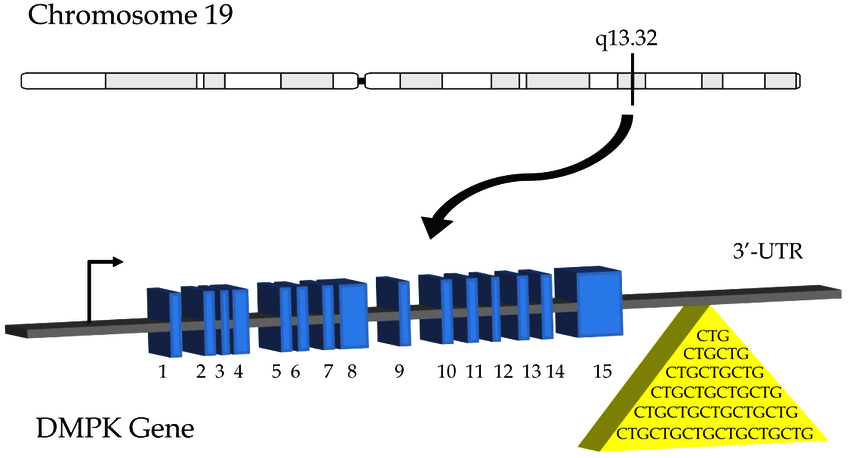 Chromosome 19
q13.32
3′-UTR
1 2 3 4 5 6 7 8 9 10 11 12 13 14 15
CTG
CTGCTG
CTGCTGCTG
CTGCTGCTGCTG
CTGCTGCTGCTGCTG
CTGCTGCTGCTGCTGCTG
DMPK Gene